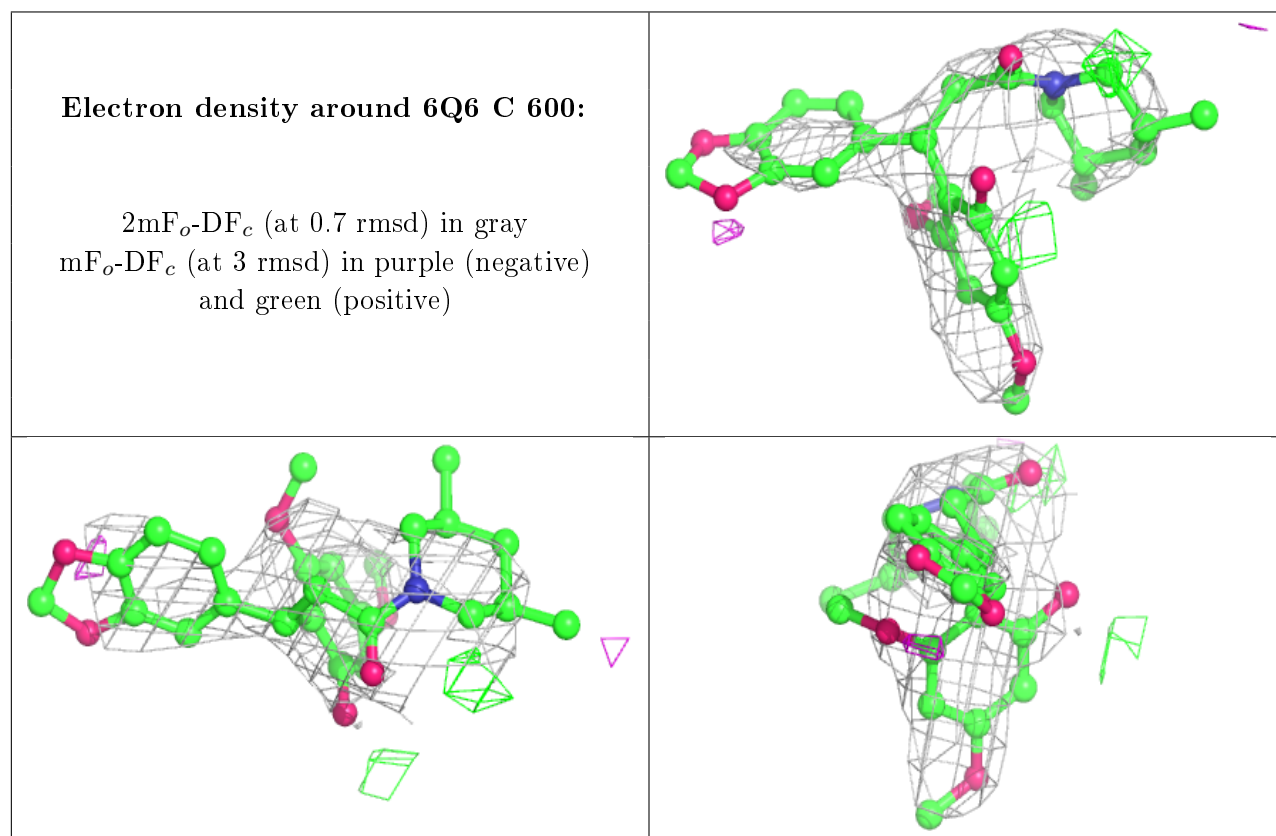 Electron density around 6Q6 C 600:
2mFo-DFc (at 0.7 rmsd) in gray
mFo-DFc (at 3 rmsd) in purple (negative)
and green (positive)